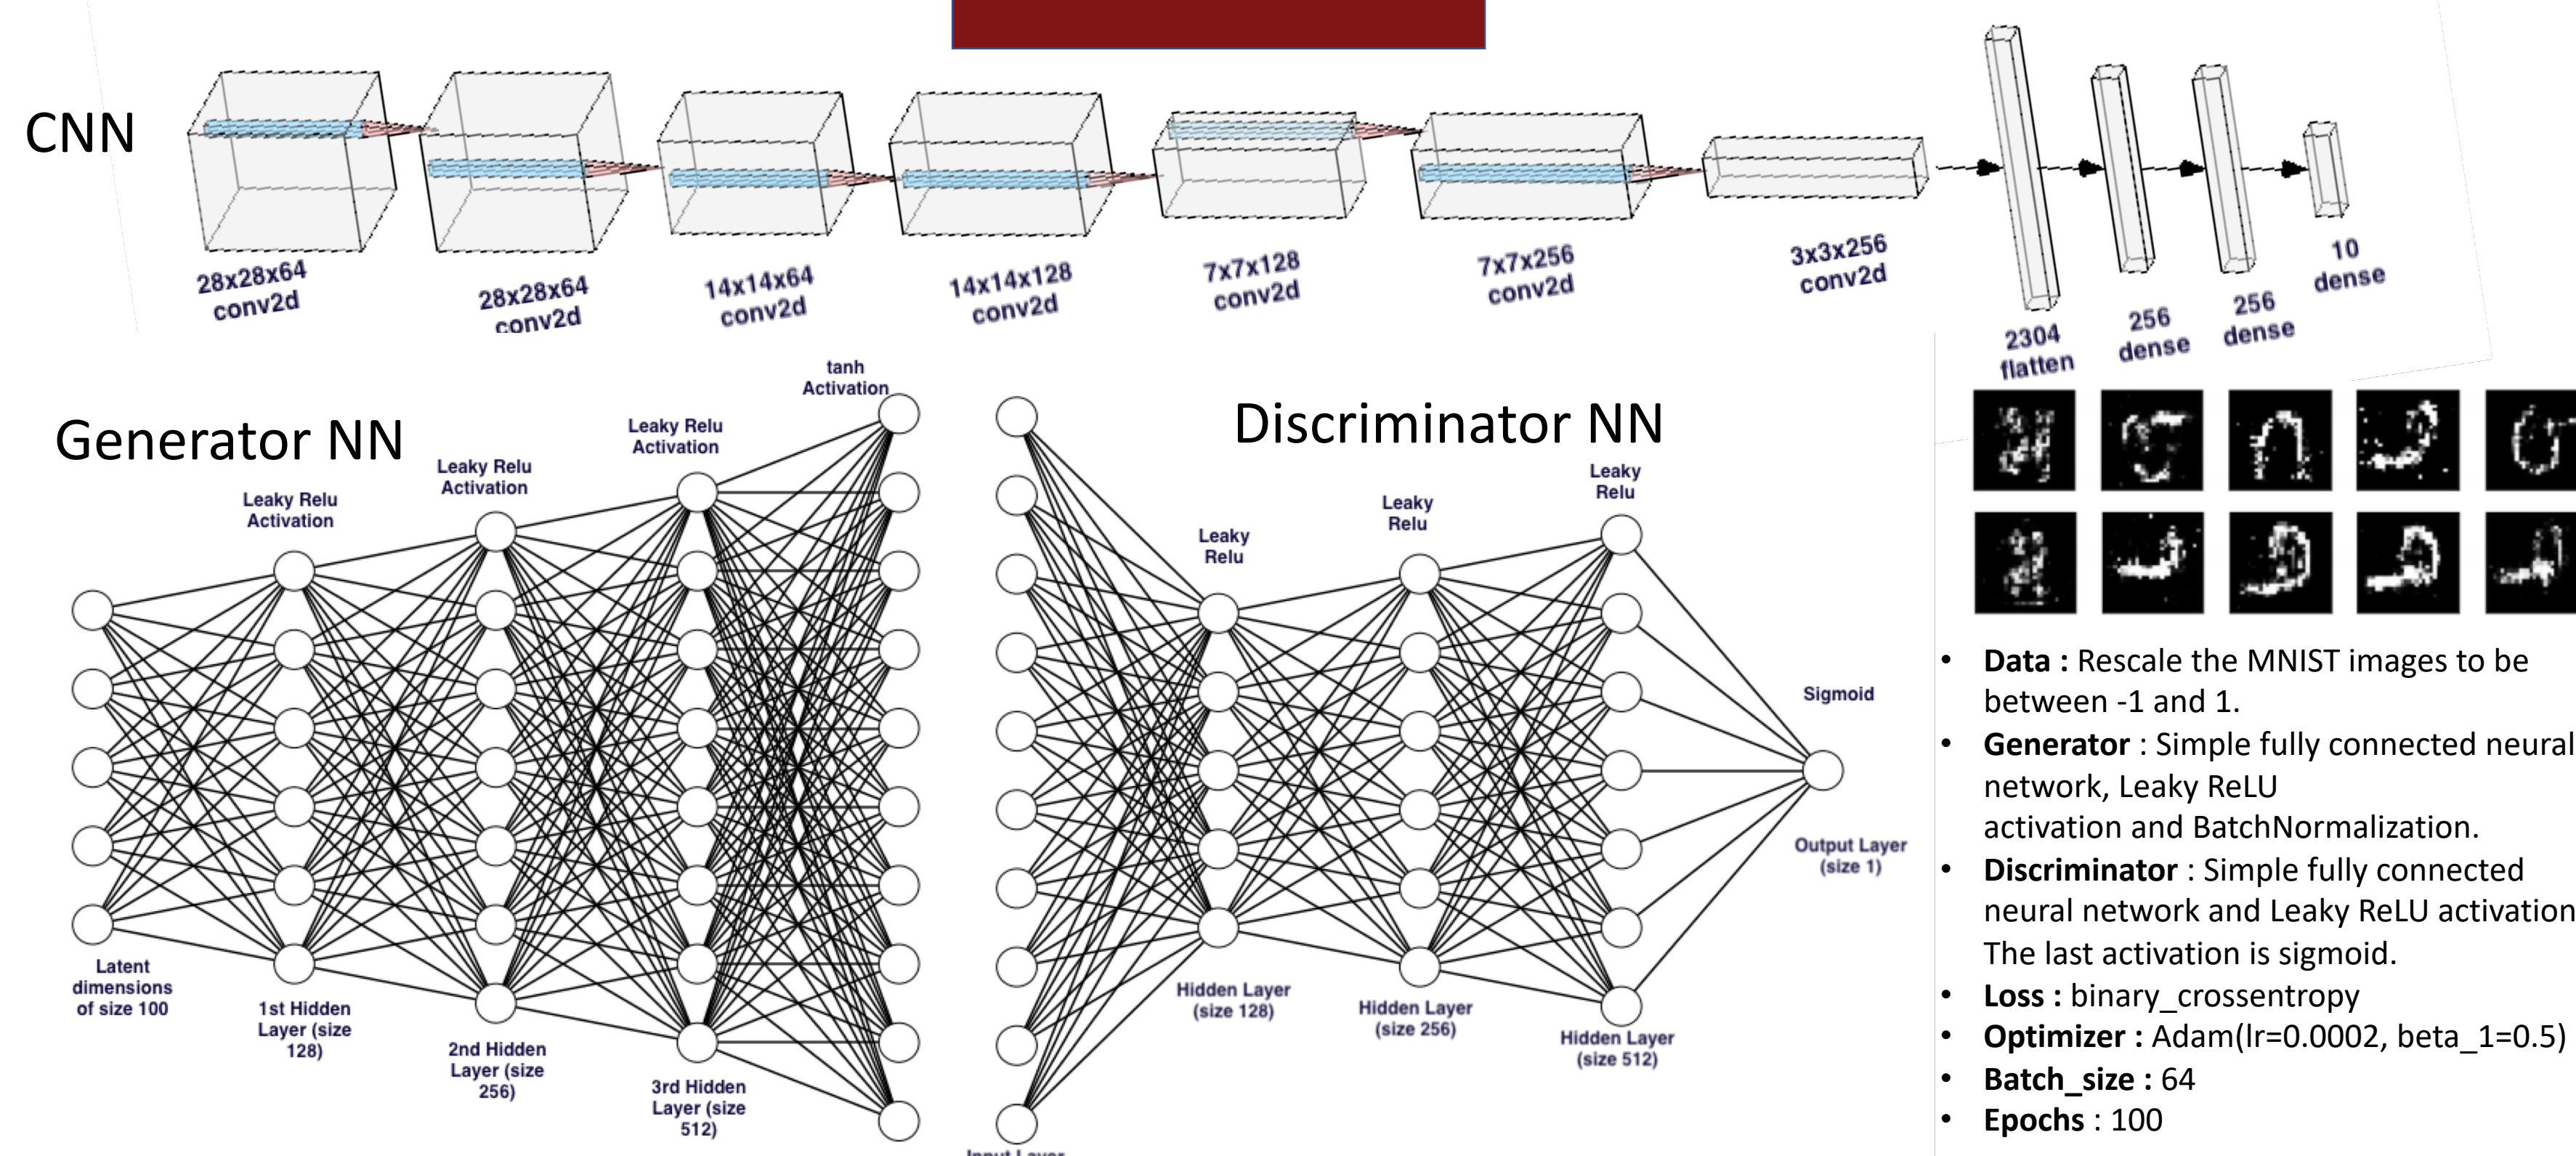 CNN
28x28x64
conv2d
28x28x64
conv2d
14x14x64
conv2d
14x14x128
conv2d
7x7x128
conv2d
7x7x256
conv2d
3x3x256
conv2d
2304
flatten
256
dense
256
dense
10
dense
Generator NN
Leaky Relu
Activation
Leaky Relu
Activation
Leaky Relu
Activation
tanh
Activation
Latent
dimensions
of size 100
1st Hidden
Layer (size
128)
2nd Hidden
Layer (size
256)
3rd Hidden
Layer (size
512)
Discriminator NN
Leaky
Relu
Leaky
Relu
Leaky
Relu
Sigmoid
Input Layer
Hidden Layer
(size 128)
Hidden Layer
(size 256)
Hidden Layer
(size 512)
Output Layer
(size 1)
• Data : Rescale the MNIST images to be
between -1 and 1.
• Generator : Simple fully connected neural
network, Leaky ReLU
activation and BatchNormalization.
• Discriminator : Simple fully connected
neural network and Leaky ReLU activation
The last activation is sigmoid.
• Loss : binary_crossentropy
• Optimizer : Adam(lr=0.0002, beta_1=0.5)
• Batch_size : 64
• Epochs : 100